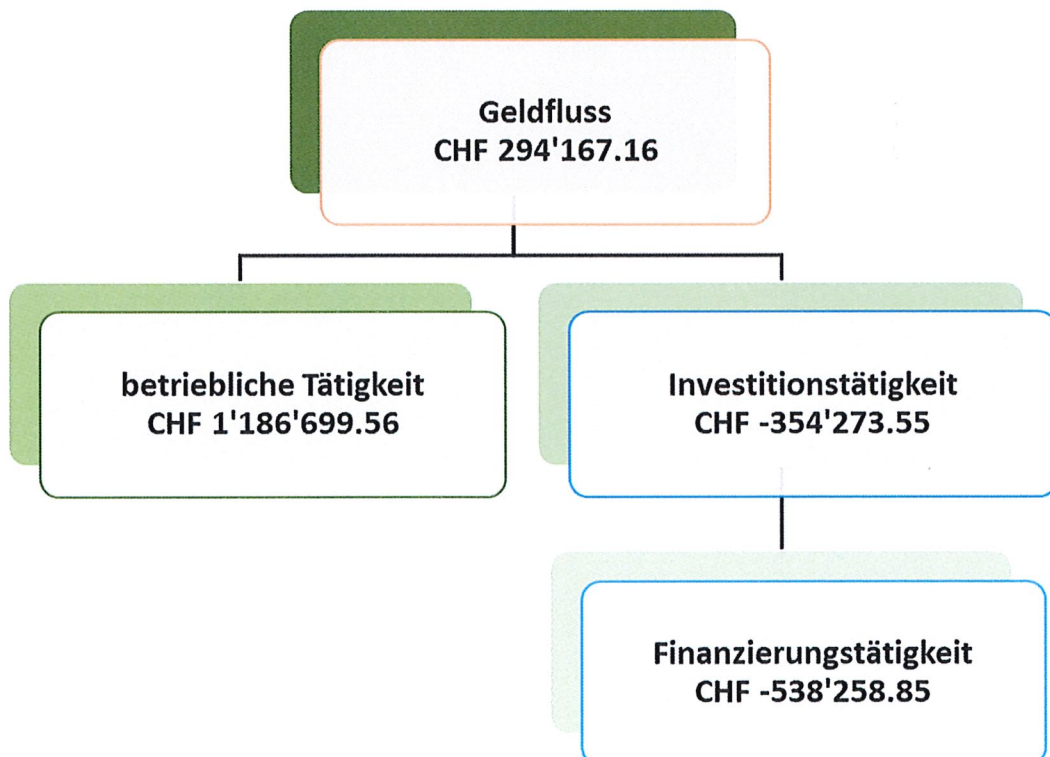 Geldfluss
CHF 294'167.16
betriebliche Tätigkeit
CHF 1'186'699.56
Investitionstätigkeit
CHF -354'273.55
Finanzierungstätigkeit
CHF -538'258.85